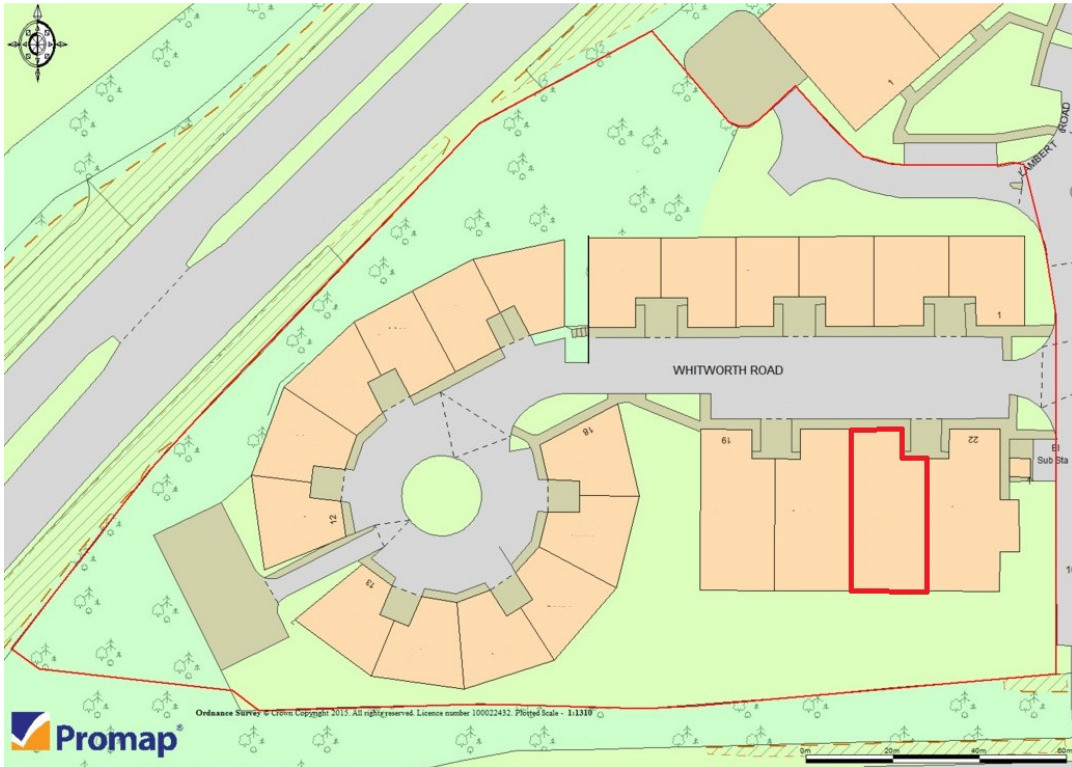 1
LAMBERT ROAD
1
WHITWORTH ROAD
18
19
22
El
Sub Sta
12
13
Ordnance Survey © Crown Copyright 2015. All rights reserved. Licence number 100022432. Plotted Scale - 1:1310
Promap®
0m 20m 40m 60m